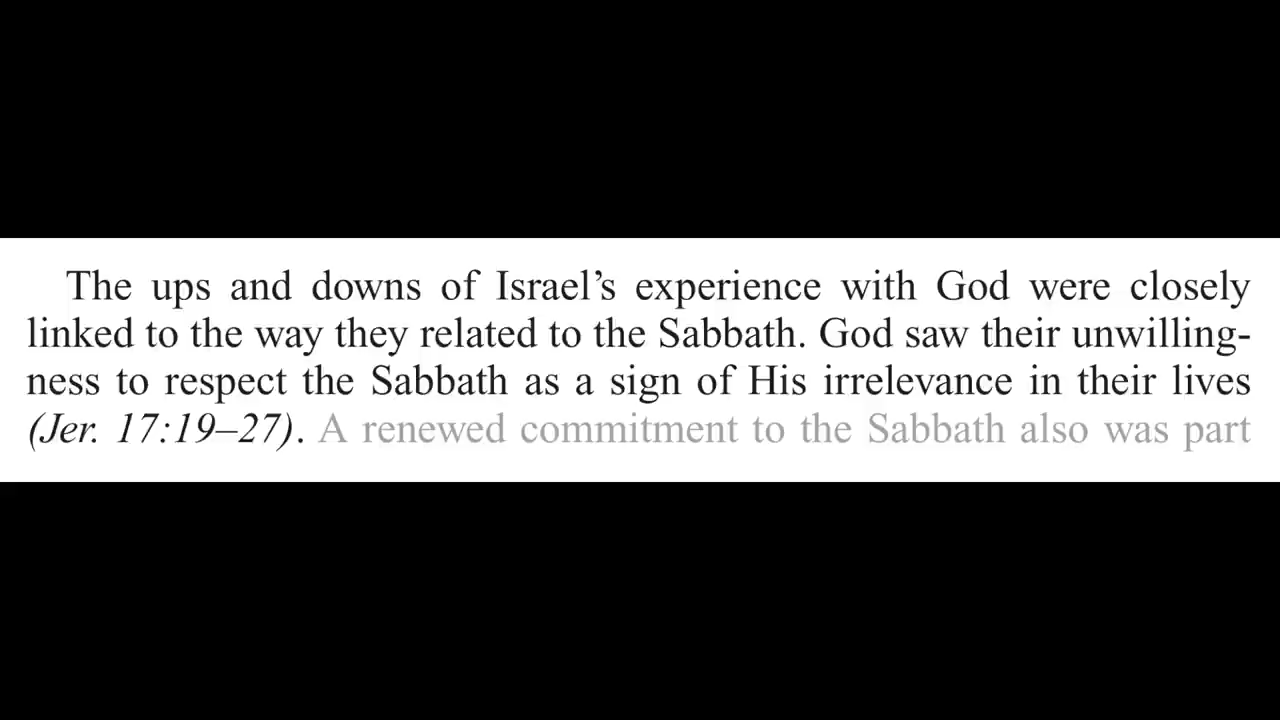 The ups and downs of Israel’s experience with God were closely
linked to the way they related to the Sabbath. God saw their unwilling-
ness to respect the Sabbath as a sign of His irrelevance in their lives
(Jer. 17:19–27). A renewed commitment to the Sabbath also was part